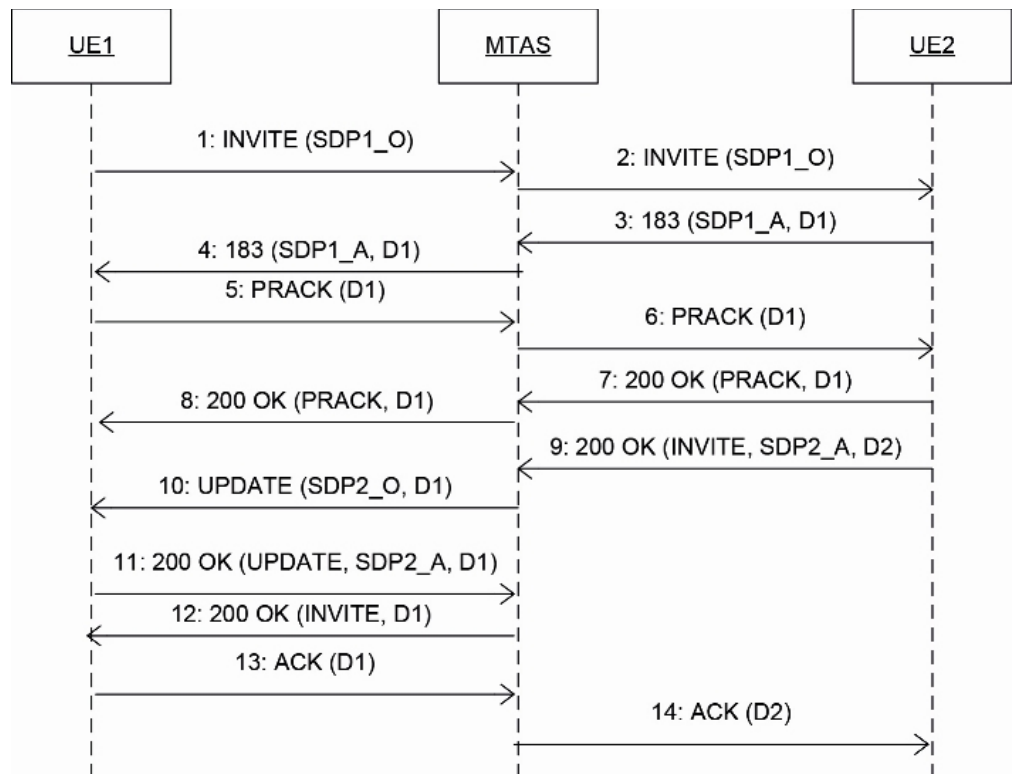 UE1
MTAS
UE2
1: INVITE (SDP1_O)
2: INVITE (SDP1_O)
3: 183 (SDP1_A, D1)
4: 183 (SDP1_A, D1)
5: PRACK (D1)
6: PRACK (D1)
7: 200 OK (PRACK, D1)
8: 200 OK (PRACK, D1)
9: 200 OK (INVITE, SDP2_A, D2)
10: UPDATE (SDP2_O, D1)
11: 200 OK (UPDATE, SDP2_A, D1)
12: 200 OK (INVITE, D1)
13: ACK (D1)
14: ACK (D2)